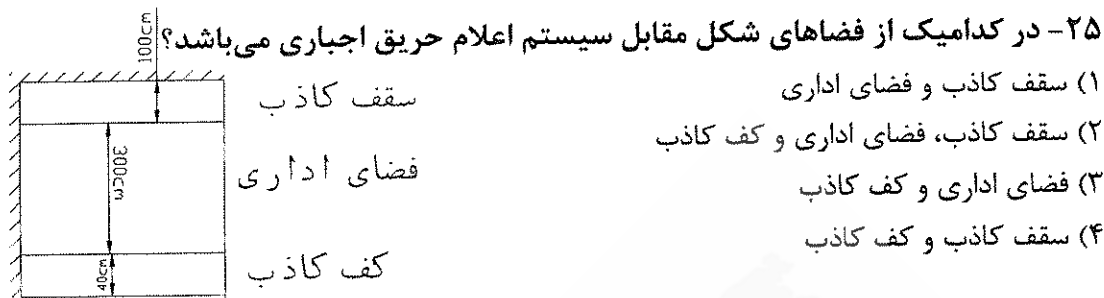 ۲۵- در کدامیک از فضاهای شکل مقابل سیستم اعلام حریق اجباری می‌باشد؟
۱) سقف کاذب و فضای اداری
۲) سقف کاذب، فضای اداری و کف کاذب
۳) فضای اداری و کف کاذب
۴) سقف کاذب و کف کاذب
100cm
سقف کاذب
300cm
فضای اداری
40cm
کف کاذب